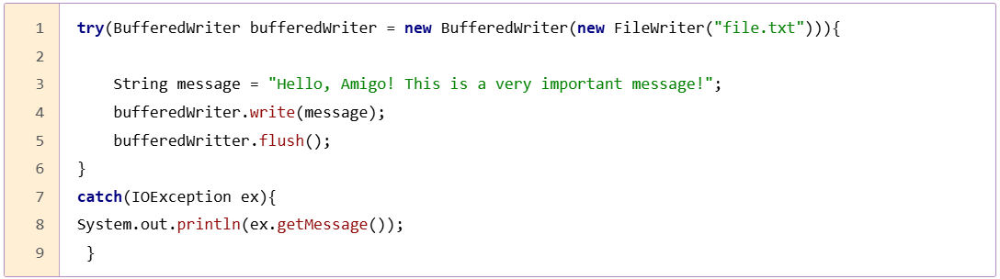 1 try(BufferedWriter bufferedWriter = new BufferedWriter(new FileWriter("file.txt"))){
2
3 String message = "Hello, Amigo! This is a very important message!";
4 bufferedWriter.write(message);
5 bufferedWritter.flush();
6 }
7 catch(IOException ex){
8 System.out.println(ex.getMessage());
9 }